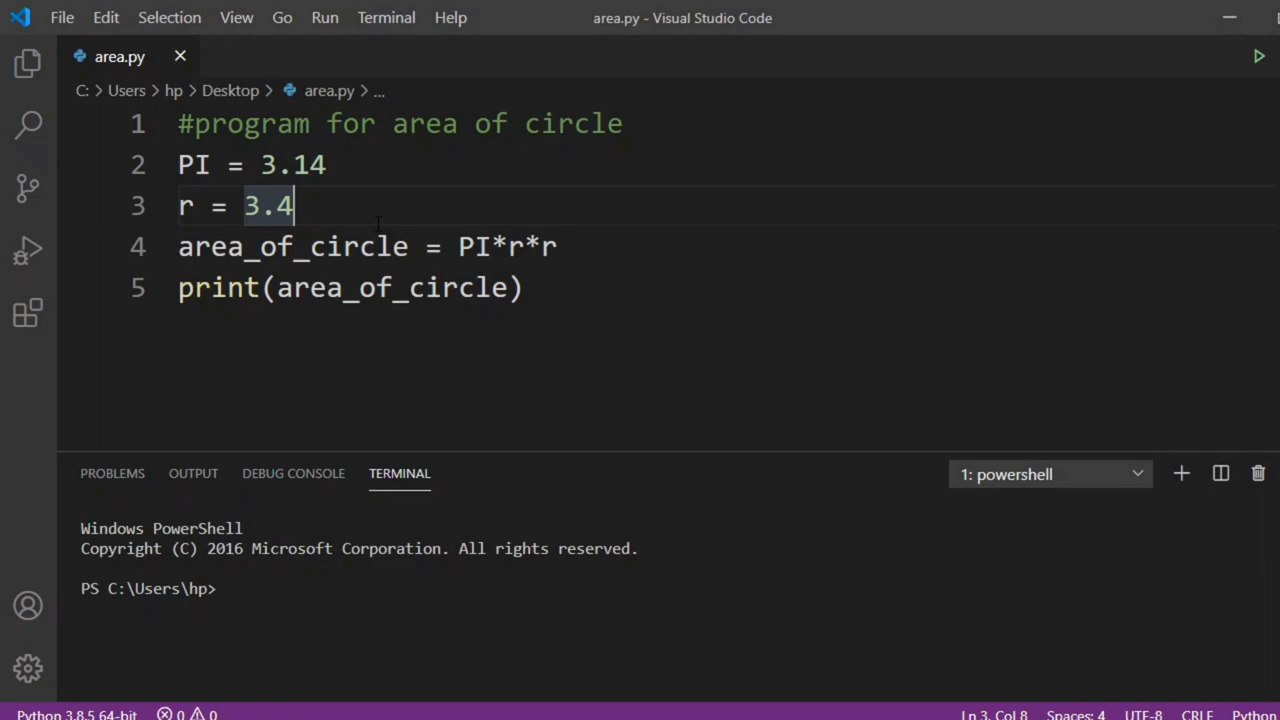 File Edit Selection View Go Run Terminal Help area.py - Visual Studio Code
area.py
C: > Users > hp > Desktop > area.py > ...
1 #program for area of circle
2 PI = 3.14
3 r = 3.4
4 area_of_circle = PI*r*r
5 print(area_of_circle)
PROBLEMS OUTPUT DEBUG CONSOLE TERMINAL 1: powershell
Windows PowerShell
Copyright (C) 2016 Microsoft Corporation. All rights reserved.
PS C:\Users\hp>
Python 3.8.5 64-bit 0 0 Ln 3, Col 8 Spaces: 4 UTF-8 CRLF Python